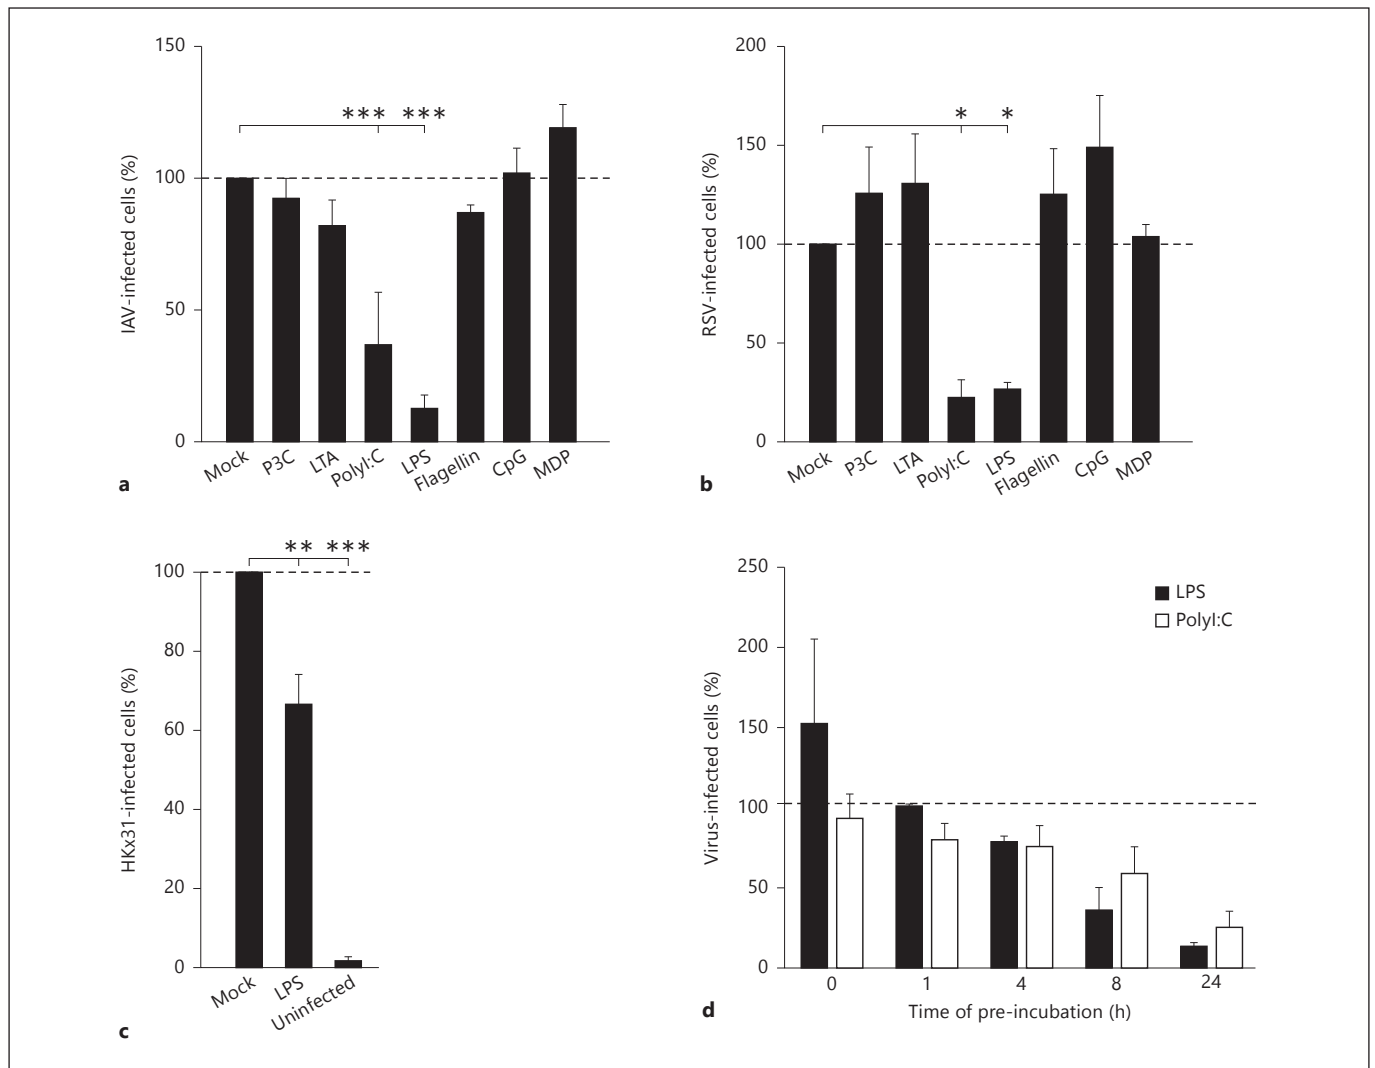 150
100
50
0
IAV-infected cells (%)
*** ***
Mock P3C LTA PolyI:C LPS Flagellin CpG MDP
a
200
150
100
50
0
RSV-infected cells (%)
* *
Mock P3C LTA PolyI:C LPS Flagellin CpG MDP
b
100
80
60
40
20
0
HKx31-infected cells (%)
** ***
Mock LPS Uninfected
c
250
200
150
100
50
0
Virus-infected cells (%)
LPS
PolyI:C
0 1 4 8 24
Time of pre-incubation (h)
d